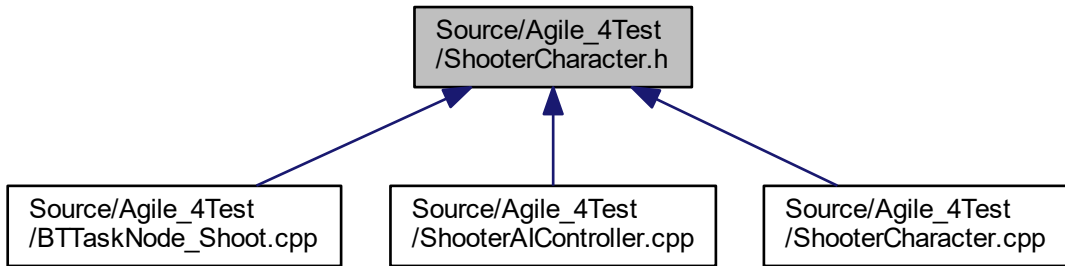 Source/Agile_4Test
/ShooterCharacter.h
Source/Agile_4Test
/BTTaskNode_Shoot.cpp
Source/Agile_4Test
/ShooterAIController.cpp
Source/Agile_4Test
/ShooterCharacter.cpp